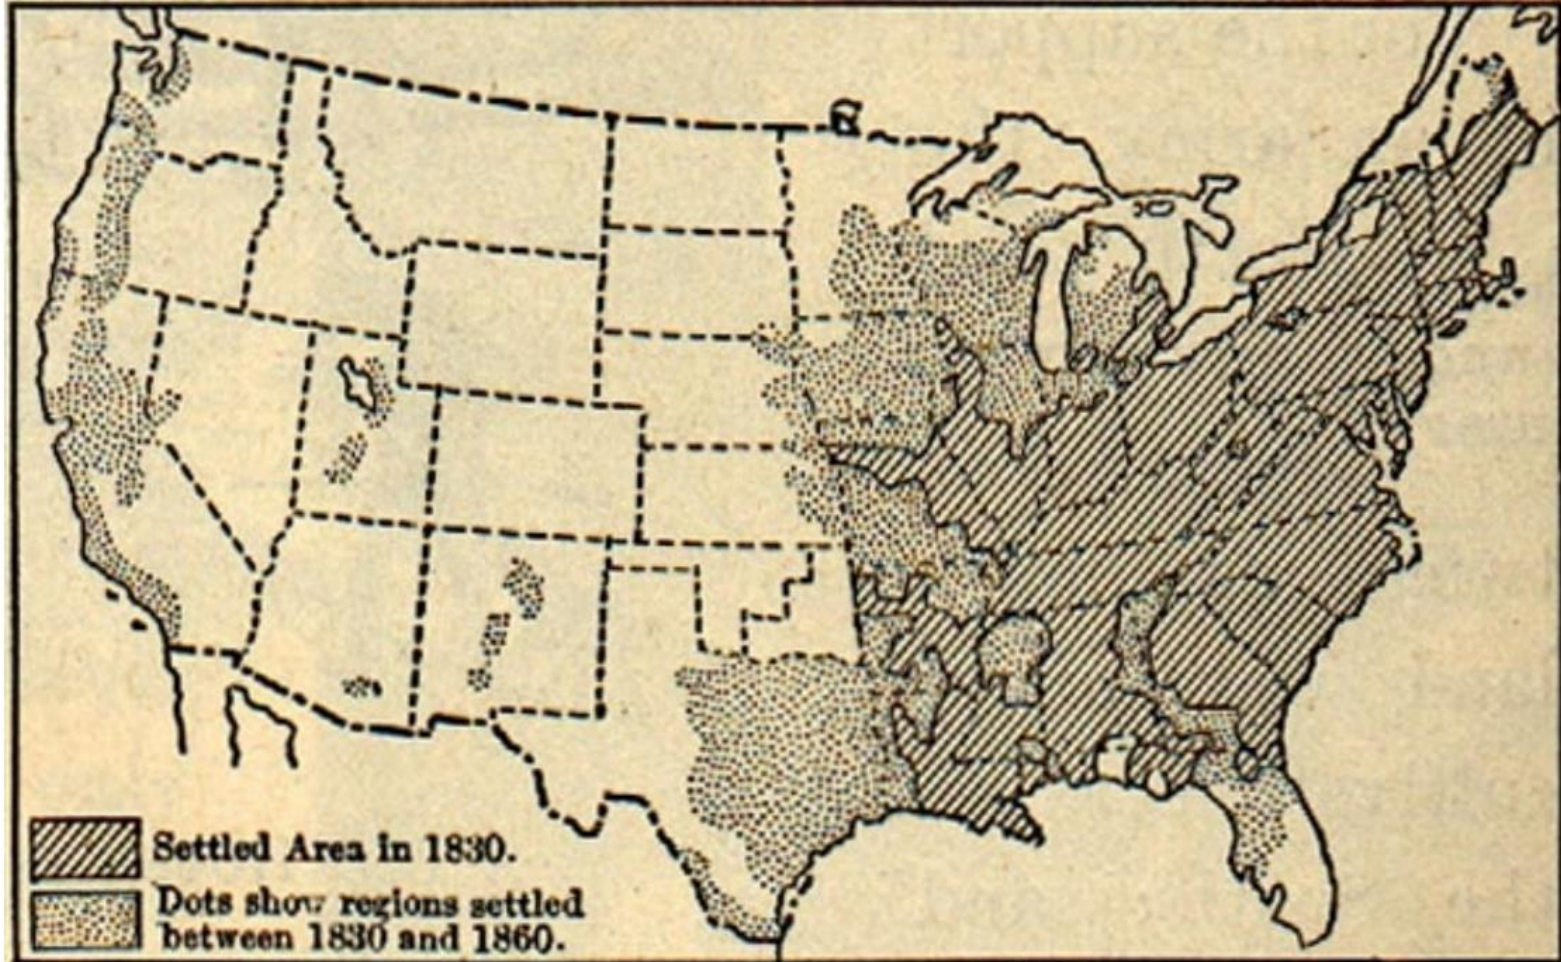 Settled Area in 1830.
Dots show regions settled
between 1830 and 1860.